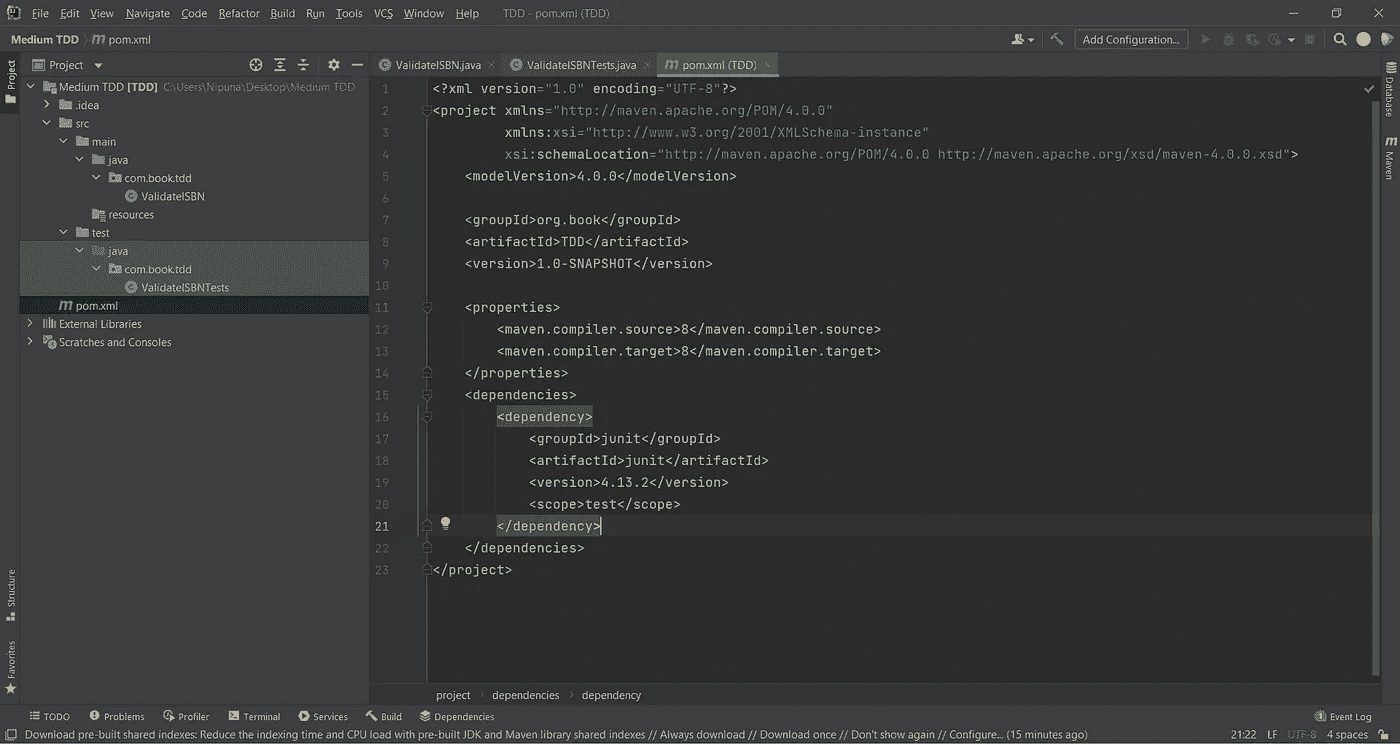 File Edit View Navigate Code Refactor Build Run Tools VCS Window Help TDD - pom.xml (TDD)
Medium TDD pom.xml Add Configuration...
Project
Project
ValidateISBN.java ValidateISBNTests.java pom.xml (TDD)
Medium TDD [TDD] C:\Users\Nipuna\Desktop\Medium TDD
.idea
src
main
java
com.book.tdd
ValidateISBN
resources
test
java
com.book.tdd
ValidateISBNTests
pom.xml
External Libraries
Scratches and Consoles
1 <?xml version="1.0" encoding="UTF-8"?>
2 <project xmlns="http://maven.apache.org/POM/4.0.0"
3 xmlns:xsi="http://www.w3.org/2001/XMLSchema-instance"
4 xsi:schemaLocation="http://maven.apache.org/POM/4.0.0 http://maven.apache.org/xsd/maven-4.0.0.xsd">
5 <modelVersion>4.0.0</modelVersion>
6
7 <groupId>org.book</groupId>
8 <artifactId>TDD</artifactId>
9 <version>1.0-SNAPSHOT</version>
10
11 <properties>
12 <maven.compiler.source>8</maven.compiler.source>
13 <maven.compiler.target>8</maven.compiler.target>
14 </properties>
15 <dependencies>
16 <dependency>
17 <groupId>junit</groupId>
18 <artifactId>junit</artifactId>
19 <version>4.13.2</version>
20 <scope>test</scope>
21 </dependency>
22 </dependencies>
23 </project>
Database
Maven
Structure
Favorites
project dependencies dependency
TODO Problems Profiler Terminal Services Build Dependencies Event Log
Download pre-built shared indexes: Reduce the indexing time and CPU load with pre-built JDK and Maven library shared indexes // Always download // Download once // Don't show again // Configure... (15 minutes ago) 21:22 LF UTF-8 4 spaces